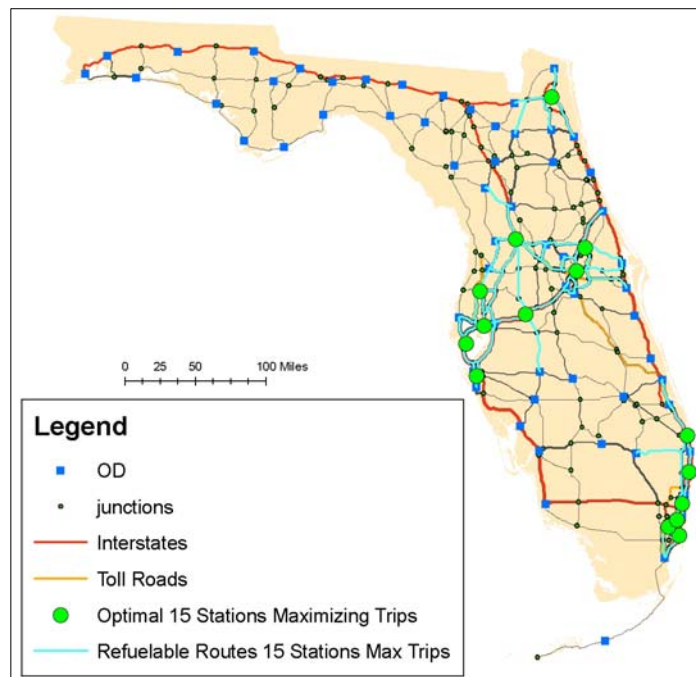 0 25 50 100 Miles
Legend
OD
junctions
Interstates
Toll Roads
Optimal 15 Stations Maximizing Trips
Refuelable Routes 15 Stations Max Trips